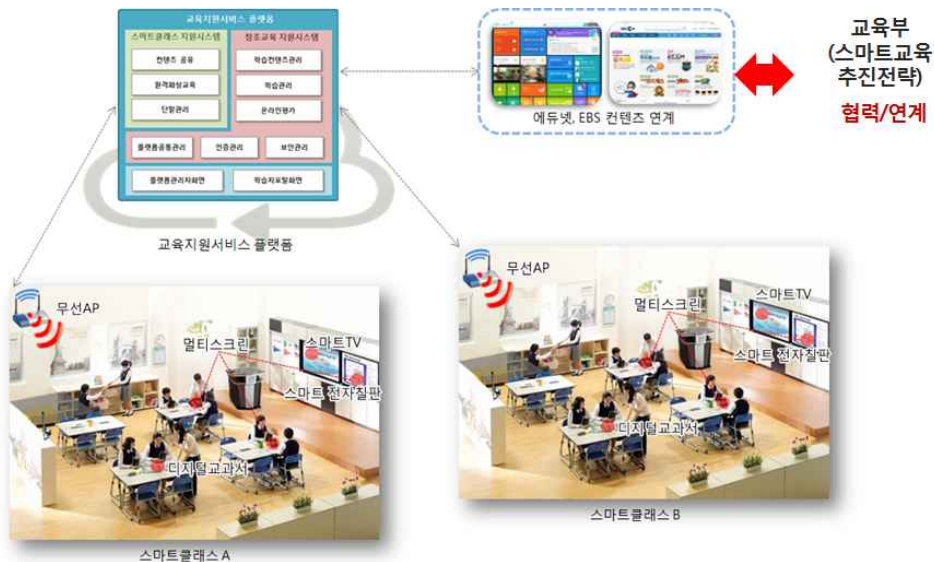 교육지원서비스 플랫폼
스마트클래스 지원시스템
컨텐츠 공유
원격화상교육
단말관리
창조교육 지원시스템
학습컨텐츠관리
학습관리
온라인평가
플랫폼공통관리
인증관리
보안관리
플랫폼관리자화면
학습자포탈화면
교육지원서비스 플랫폼
에듀넷, EBS 컨텐츠 연계
교육부
(스마트교육
추진전략)
협력/연계
무선AP
멀티스크린
스마트TV
스마트 전자칠판
디지털교과서
스마트클래스 A
무선AP
멀티스크린
스마트TV
스마트 전자칠판
디지털교과서
스마트클래스 B